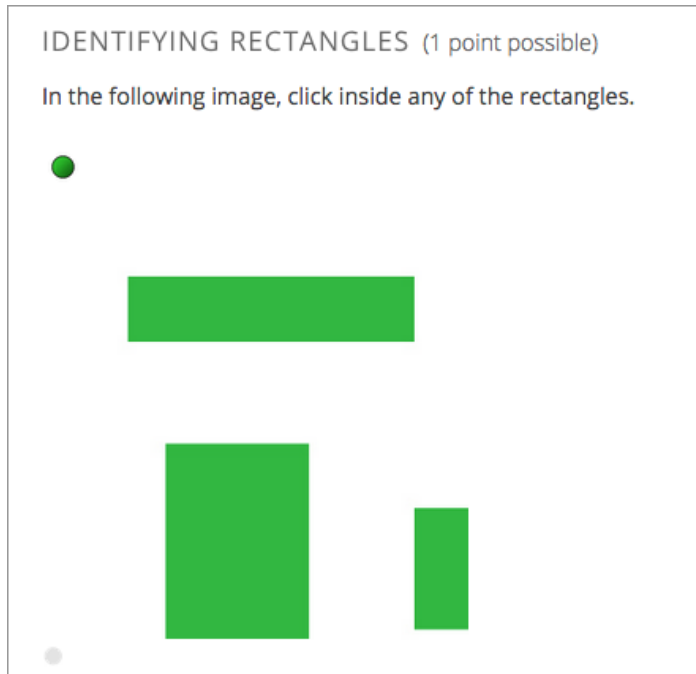 IDENTIFYING RECTANGLES (1 point possible)
In the following image, click inside any of the rectangles.